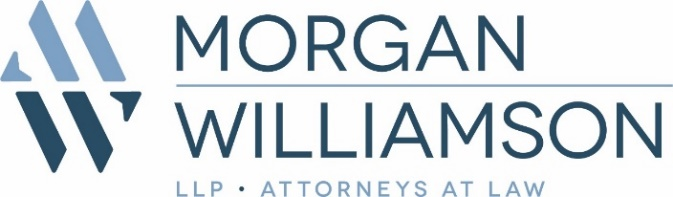 MORGAN
WILLIAMSON
LLP • ATTORNEYS AT LAW